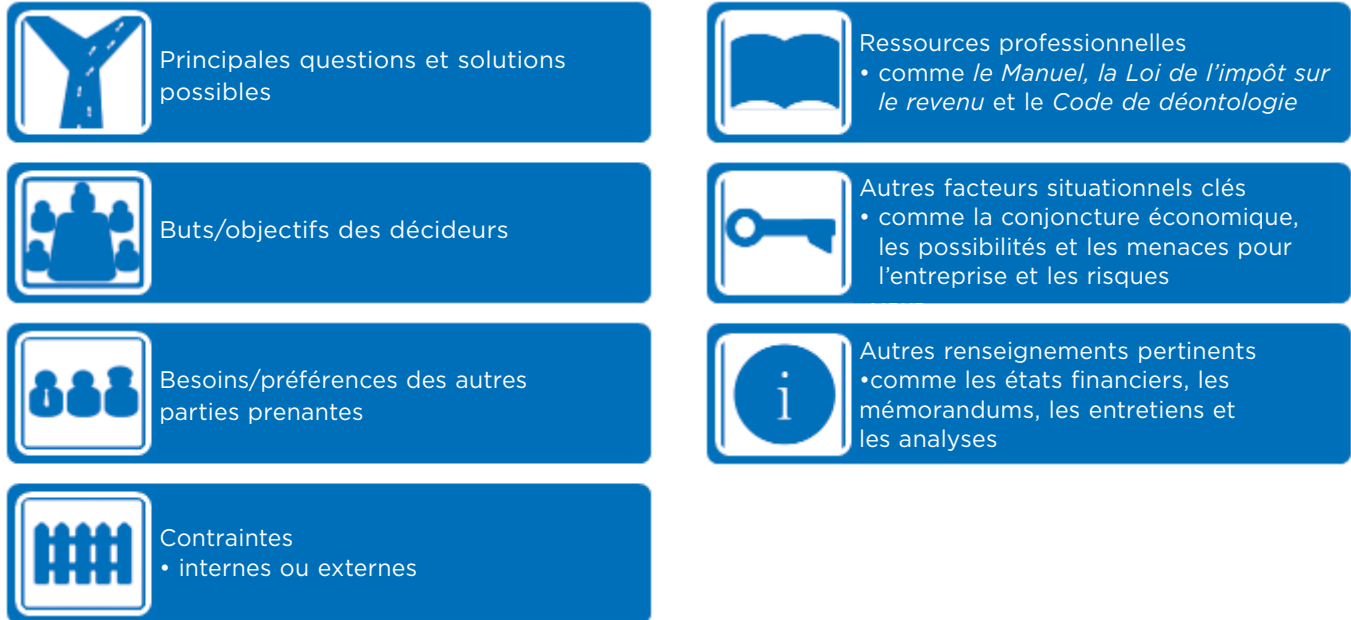 Principales questions et solutions
possibles
Buts/objectifs des décideurs
Besoins/préférences des autres
parties prenantes
Contraintes
• internes ou externes
Ressources professionnelles
• comme le Manuel, la Loi de l'impôt sur
le revenu et le Code de déontologie
Autres facteurs situationnels clés
• comme la conjoncture économique,
les possibilités et les menaces pour
l'entreprise et les risques
Autres renseignements pertinents
•comme les états financiers, les
mémorandums, les entretiens et
les analyses
i